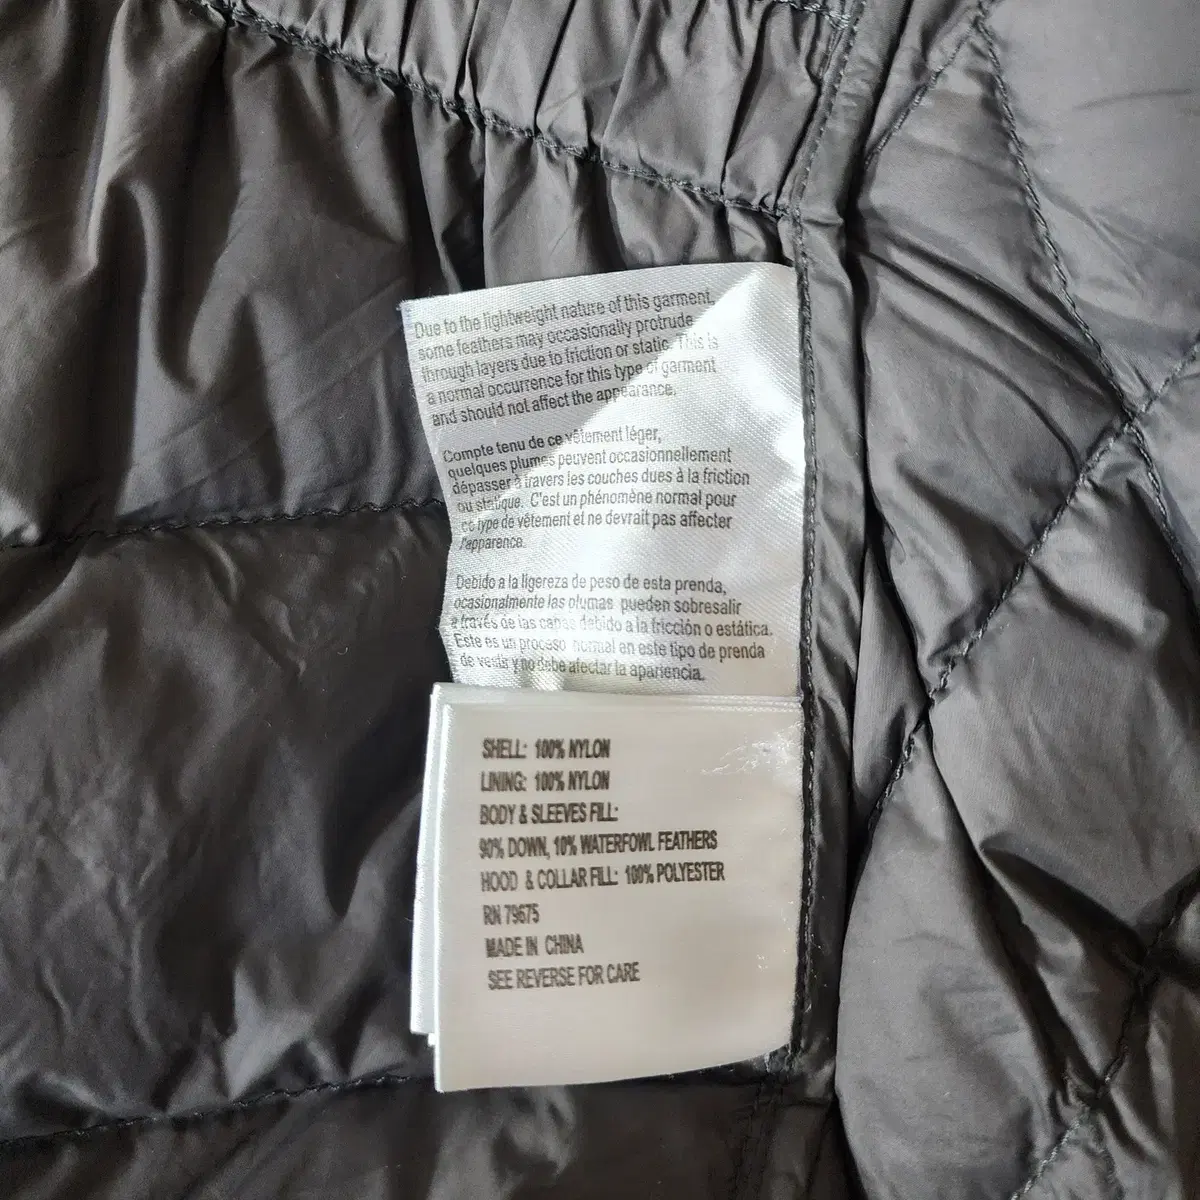 Due to the lightweight nature of this garment,
some feathers may occasionally protrude
through layers due to friction or static. This is
a normal occurrence for this type of garment
and should not affect the appearance.
Compte tenu de ce vêtement léger,
quelques plumes peuvent occasionnellement
dépasser à travers les couches dues à la friction
ou statique. C'est un phénomène normal pour
ce type de vêtement et ne devrait pas affecter
l'apparence.
Debido a la ligereza de peso de esta prenda,
ocasionalmente las plumas pueden sobresalir
a través de las capas debido a la fricción o estática.
Este es un proceso normal en este tipo de prenda
de vestir y no debe afectar la apariencia.
SHELL: 100% NYLON
LINING: 100% NYLON
BODY & SLEEVES FILL:
90% DOWN, 10% WATERFOWL FEATHERS
HOOD & COLLAR FILL: 100% POLYESTER
RN 79675
MADE IN CHINA
SEE REVERSE FOR CARE